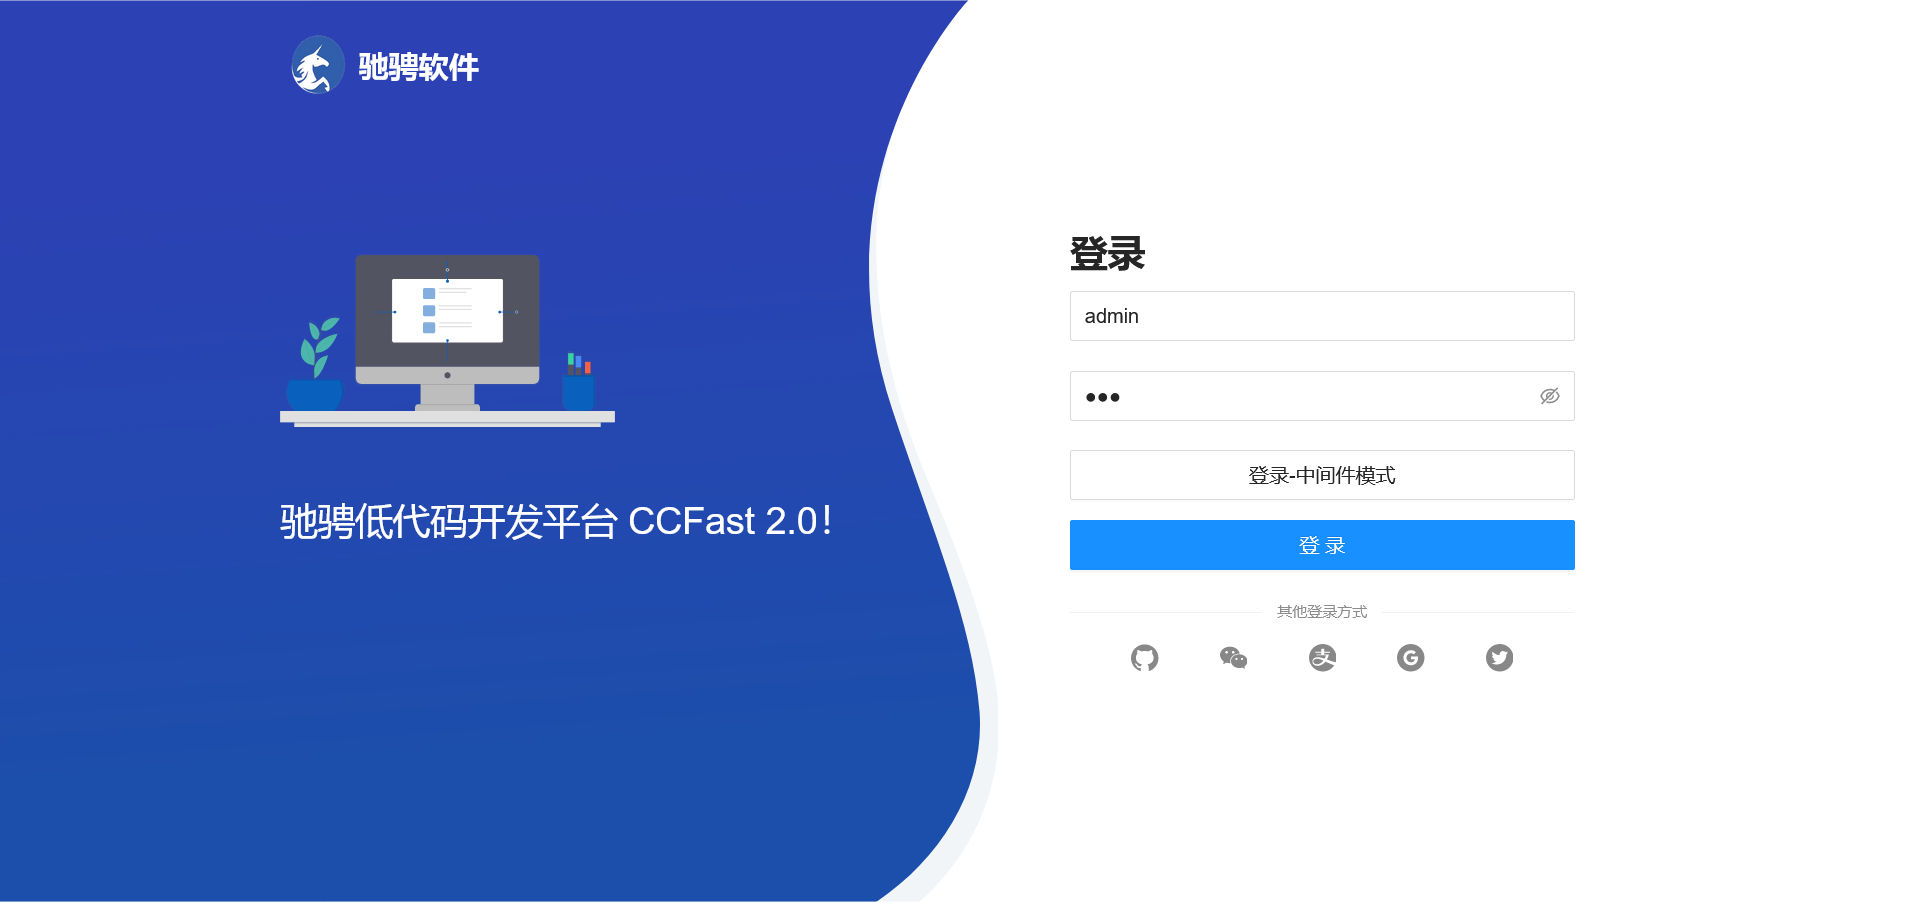 驰骋软件
驰骋低代码开发平台 CCFast 2.0！
登录
admin
●●●
登录-中间件模式
登 录
其他登录方式